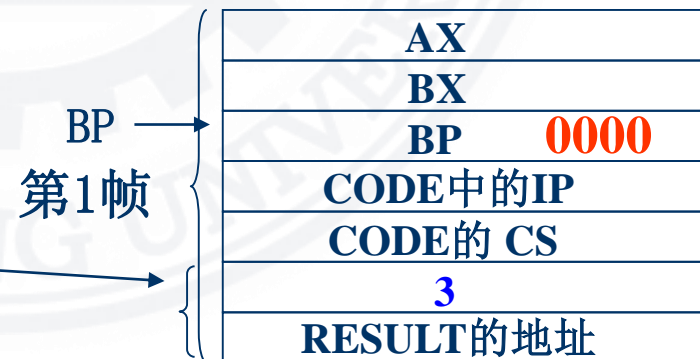 AX
BX
BP → BP 0000
第1帧
CODE中的IP
CODE的 CS
3
RESULT的地址